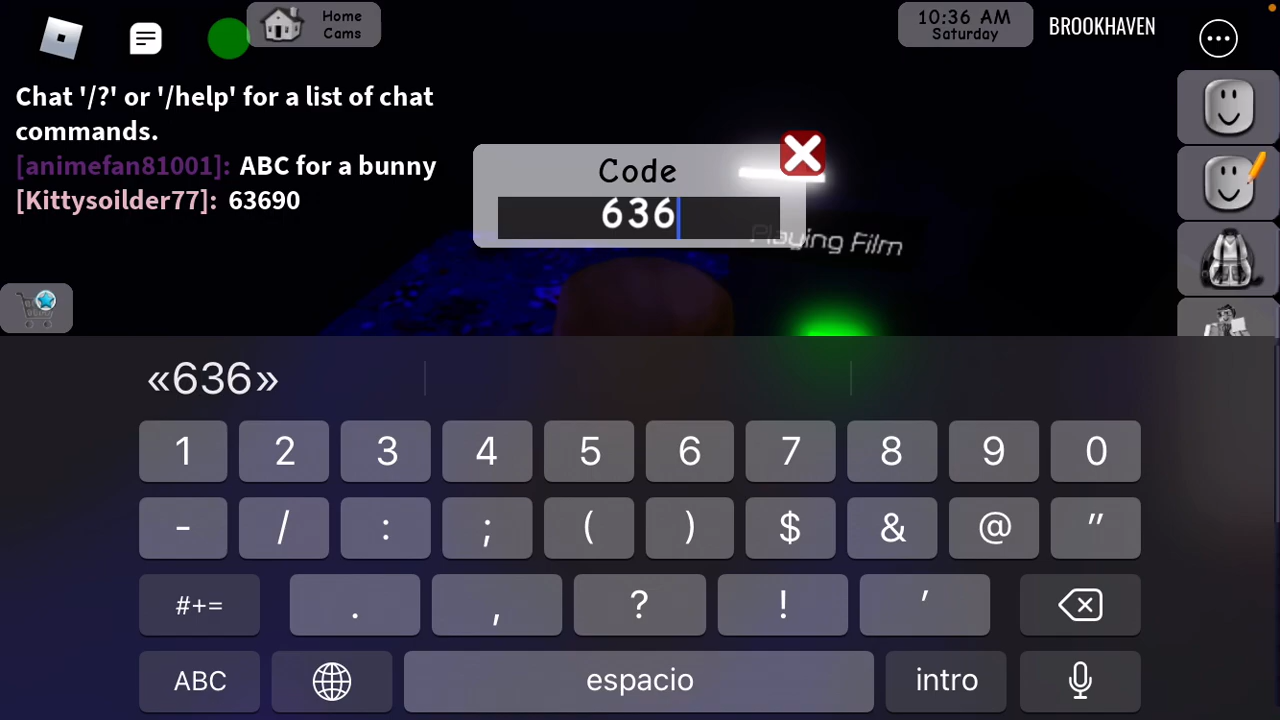 Home
Cams
10:36 AM
Saturday
BROOKHAVEN
Chat '/?' or '/help' for a list of chat
commands.
[animefan81001]: ABC for a bunny
[Kittysoilder77]: 63690
Code
636
Playing Film
«636»
1 2 3 4 5 6 7 8 9 0
- / : ; ( ) $ & @ "
#+= . , ? ! '
ABC espacio intro